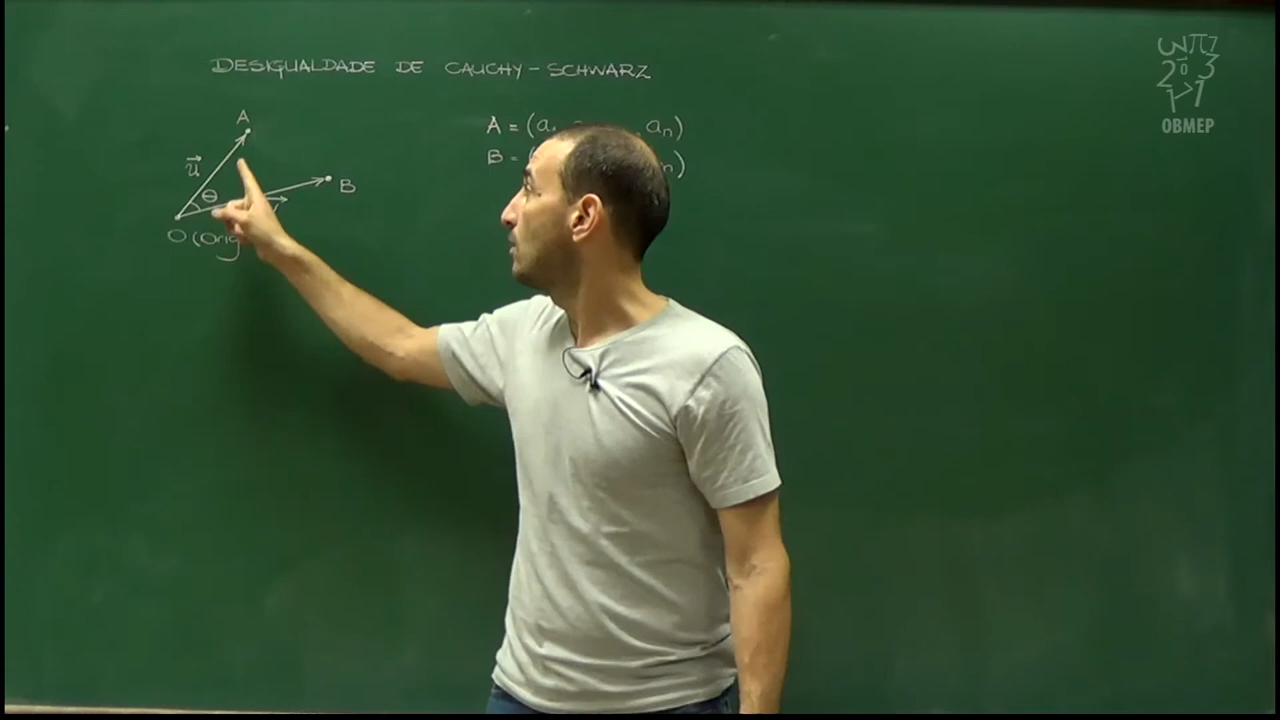 DESIGUALDADE DE CAUCHY-SCHWARZ
A
A = (a, , aₙ)
B = ( ₙ)
u⃗
θ
B
O (Orig
OBMEP